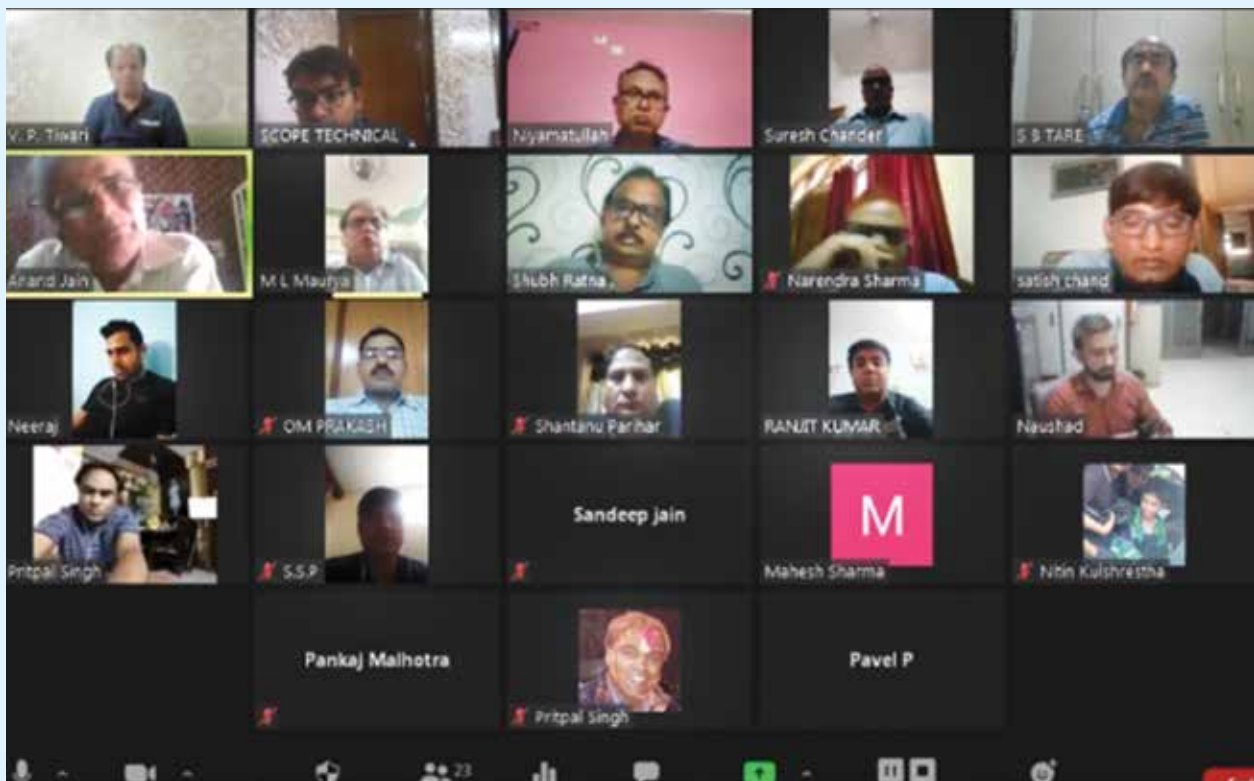 V. P. Tiwari
SCOPE TECHNICAL
Niyamatullah
Suresh Chander
S B TARE
Anand Jain
M L Maurya
Shubh Ratna
Narendra Sharma
satish chand
Neeraj
OM PRAKASH
Shantanu Parihar
RANJIT KUMAR
Naushad
Pritpal Singh
S.S.P
Sandeep jain
M
Mahesh Sharma
Nitin Kulshrestha
Pankaj Malhotra
Pritpal Singh
Pavel P
23